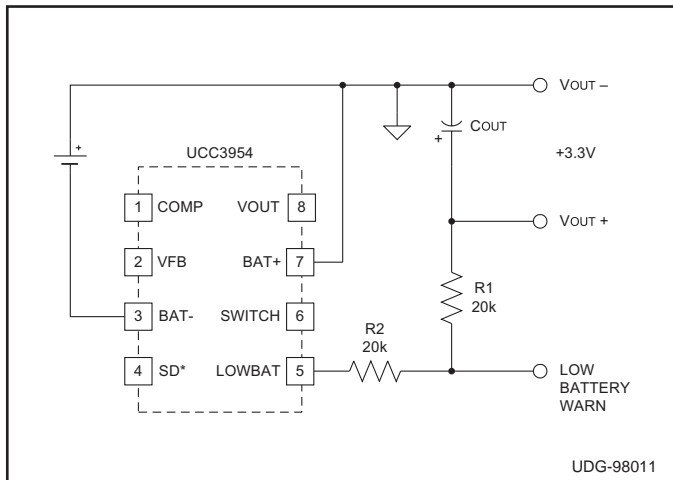 VOUT –
COUT
+
+
UCC3954
+3.3V
1 COMP VOUT 8
VOUT +
2 VFB BAT+ 7
R1
20k
3 BAT- SWITCH 6
R2
20k
4 SD* LOWBAT 5
LOW
BATTERY
WARN
UDG-98011